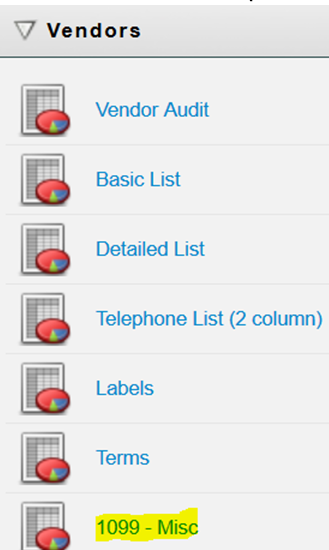 Vendors
Vendor Audit
Basic List
Detailed List
Telephone List (2 column)
Labels
Terms
1099 - Misc